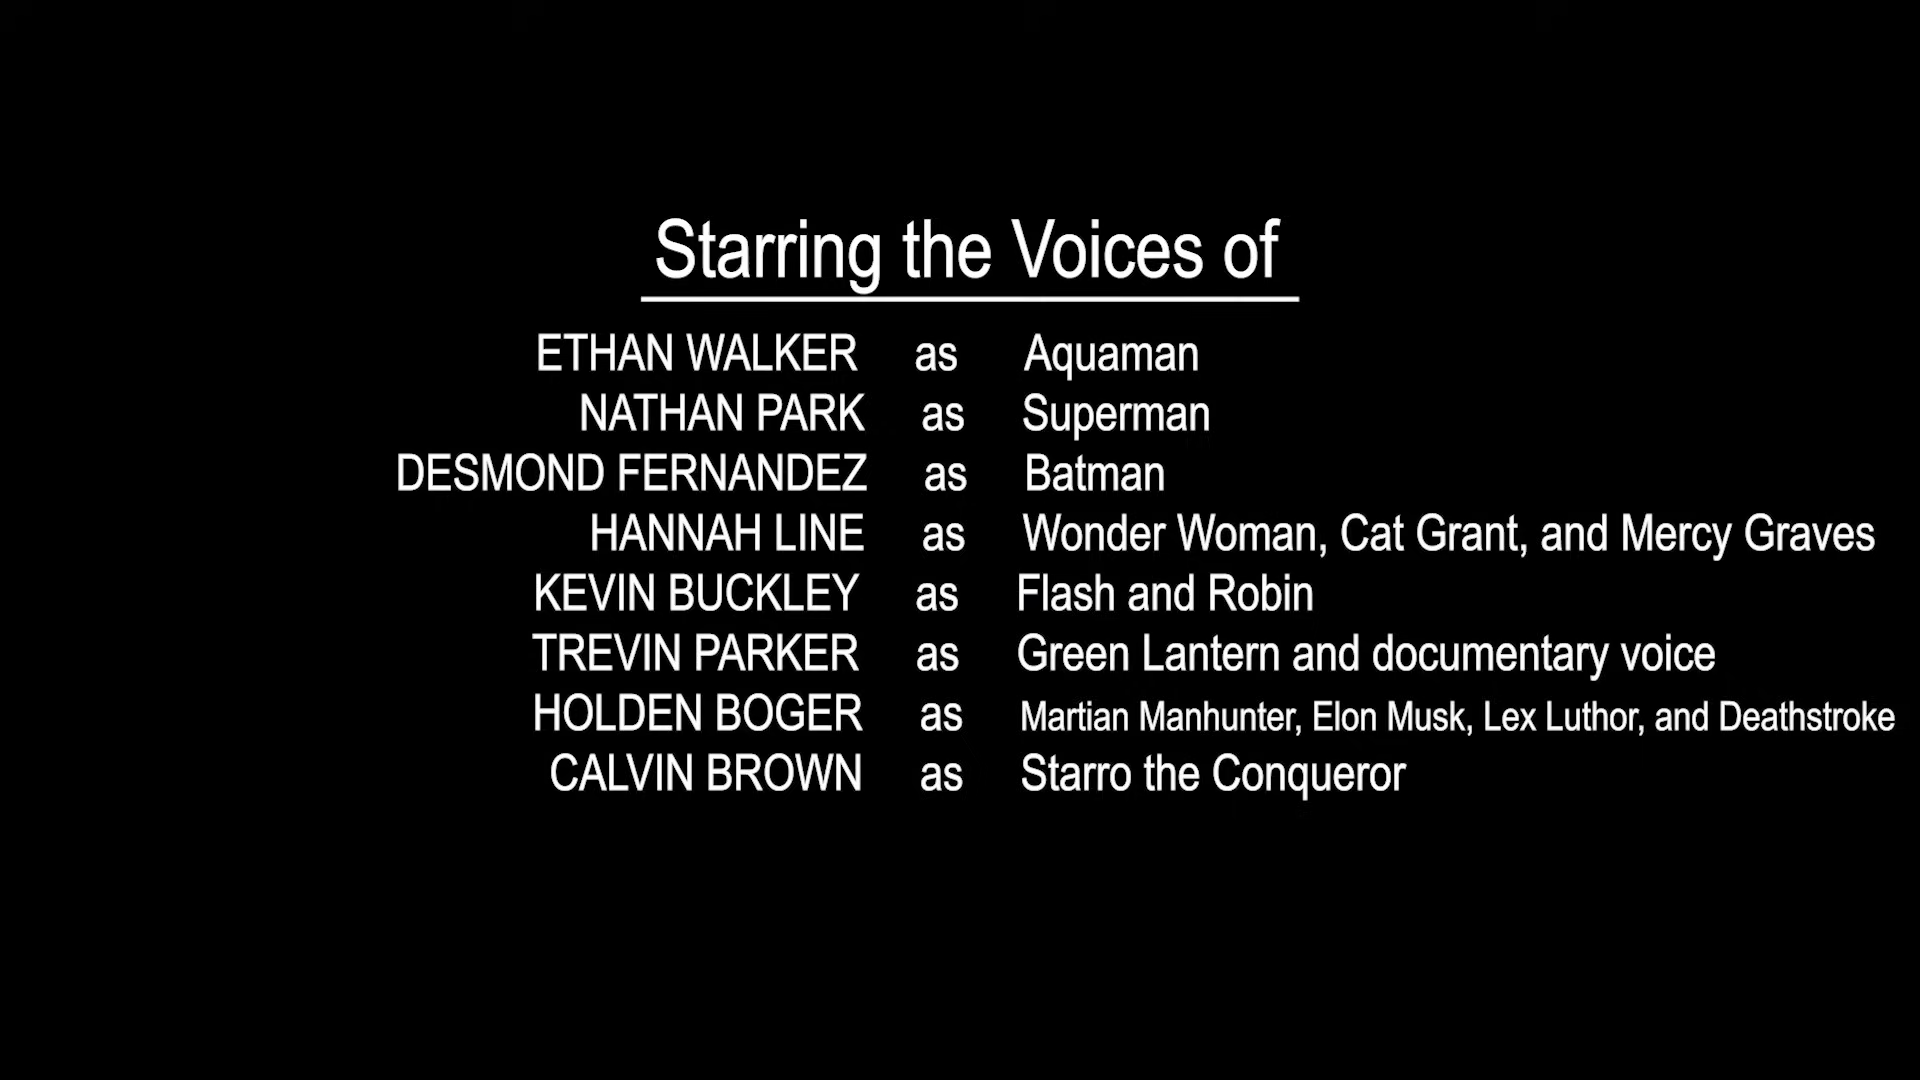 Starring the Voices of
ETHAN WALKER as Aquaman
NATHAN PARK as Superman
DESMOND FERNANDEZ as Batman
HANNAH LINE as Wonder Woman, Cat Grant, and Mercy Graves
KEVIN BUCKLEY as Flash and Robin
TREVIN PARKER as Green Lantern and documentary voice
HOLDEN BOGER as Martian Manhunter, Elon Musk, Lex Luthor, and Deathstroke
CALVIN BROWN as Starro the Conqueror